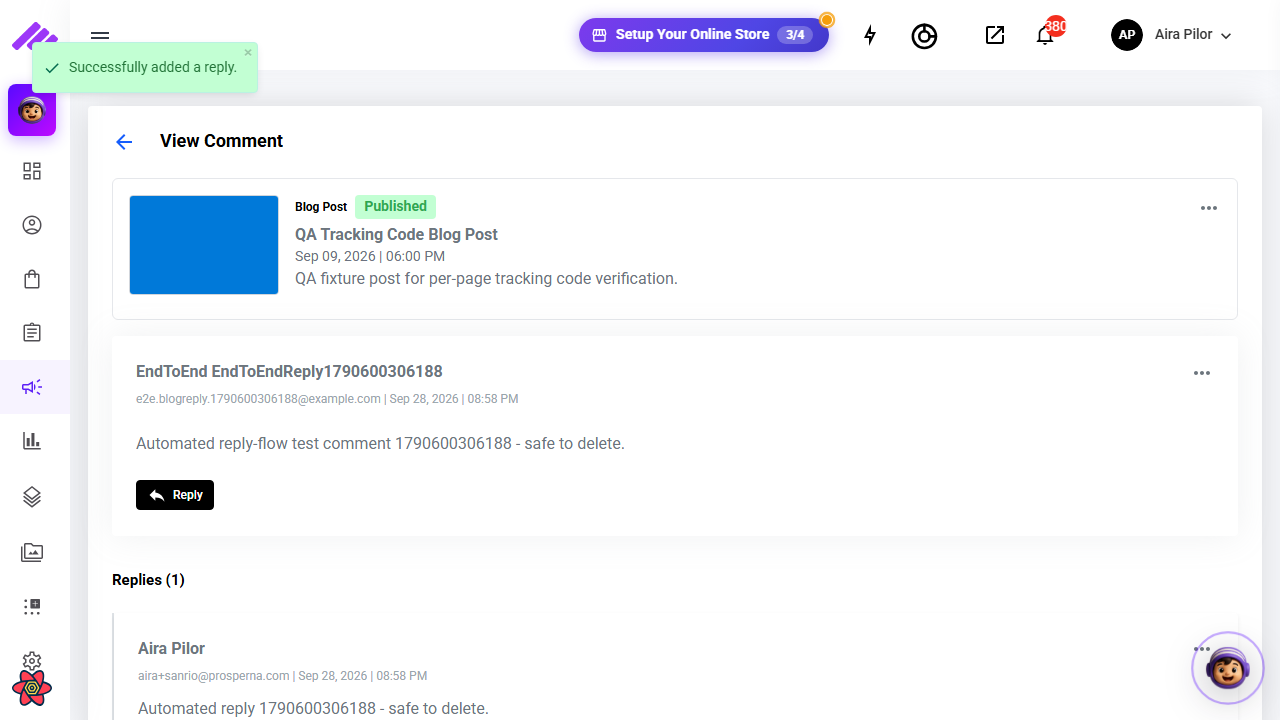 Setup Your Online Store 3/4
380
AP Aira Pilor
Successfully added a reply.
×
View Comment
Blog Post Published
QA Tracking Code Blog Post
Sep 09, 2026 | 06:00 PM
QA fixture post for per-page tracking code verification.
EndToEnd EndToEndReply1790600306188
e2e.blogreply.1790600306188@example.com | Sep 28, 2026 | 08:58 PM
Automated reply-flow test comment 1790600306188 - safe to delete.
Reply
Replies (1)
Aira Pilor
aira+sanrio@prosperna.com | Sep 28, 2026 | 08:58 PM
Automated reply 1790600306188 - safe to delete.